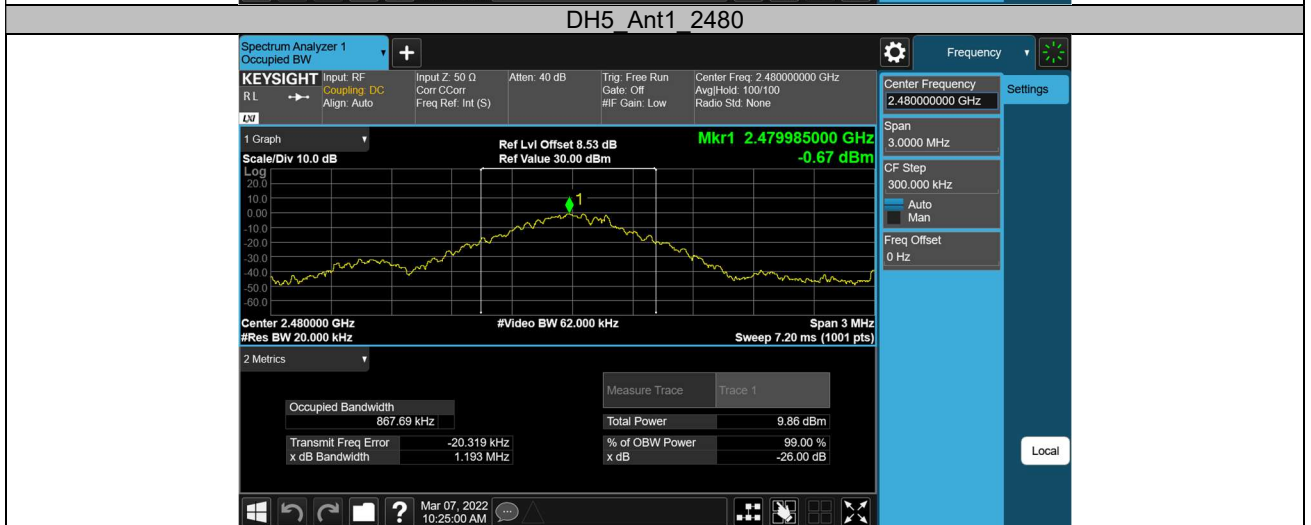 DH5_Ant1_2480
Spectrum Analyzer 1
Occupied BW
Frequency
KEYSIGHT
RL
LXI
Input: RF
Coupling: DC
Align: Auto
Input Z: 50 Ω
Corr CCorr
Freq Ref: Int (S)
Atten: 40 dB
Trig: Free Run
Gate: Off
#IF Gain: Low
Center Freq: 2.480000000 GHz
Avg|Hold: 100/100
Radio Std: None
Center Frequency
2.480000000 GHz
Settings
Span
3.0000 MHz
CF Step
300.000 kHz
Auto
Man
Freq Offset
0 Hz
Local
1 Graph
Scale/Div 10.0 dB
Ref Lvl Offset 8.53 dB
Ref Value 30.00 dBm
Mkr1 2.479985000 GHz
-0.67 dBm
Log
20.0
10.0
0.00
-10.0
-20.0
-30.0
-40.0
-50.0
-60.0
1
Center 2.480000 GHz
#Res BW 20.000 kHz
#Video BW 62.000 kHz
Span 3 MHz
Sweep 7.20 ms (1001 pts)
2 Metrics
Measure Trace Trace 1
Occupied Bandwidth
867.69 kHz
Total Power 9.86 dBm
Transmit Freq Error -20.319 kHz
% of OBW Power 99.00 %
x dB Bandwidth 1.193 MHz
x dB -26.00 dB
?
Mar 07, 2022
10:25:00 AM